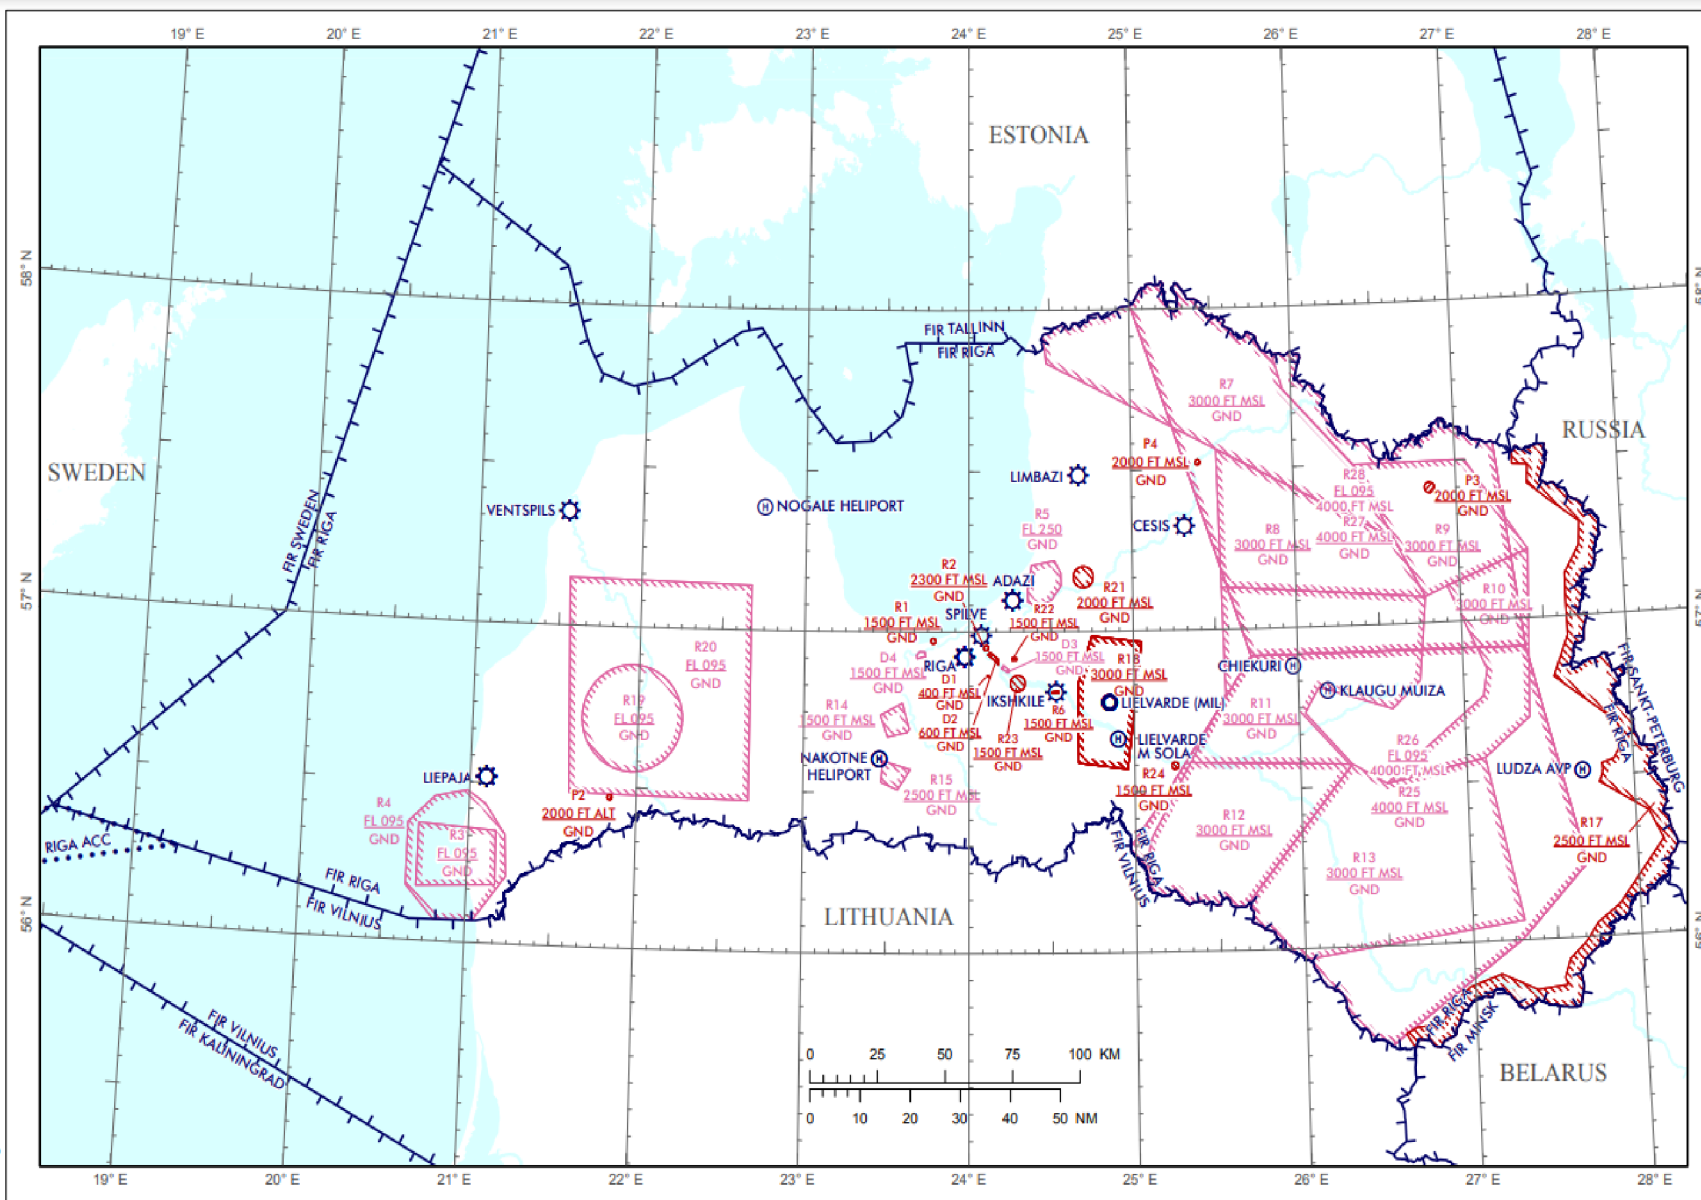 19° E 20° E 21° E 22° E 23° E 24° E 25° E 26° E 27° E 28° E
ESTONIA
58° N
FIR TALLINN
FIR RIGA
R7
3000 FT MSL
GND
RUSSIA
SWEDEN
P4
2000 FT MSL
GND
LIMBAZI
R28
FL 095
4000 FT MSL
R27
4000 FT MSL
GND
P3
2000 FT MSL
GND
VENTSPILS
NOGALE HELIPORT
FIR SWEDEN
FIR RIGA
R5
FL 250
GND
CESIS
R8
3000 FT MSL
GND
R9
3000 FT MSL
GND
57° N
57° N
R2
2300 FT MSL
GND
ADAZI
R21
2000 FT MSL
GND
R10
3000 FT MSL
GND
R1
1500 FT MSL
GND
SPILVE
R22
1500 FT MSL
GND
R20
FL 095
GND
D4
1500 FT MSL
GND
RIGA
D3
1500 FT MSL
GND
R18
3000 FT MSL
GND
CHIEKURI
KLAUGU MUIZA
FIR SANKT-PETERBURG
FIR RIGA
R19
FL 095
GND
D1
400 FT MSL
GND
IKSHKILE
LIELVARDE (MIL)
R14
1500 FT MSL
GND
D2
600 FT MSL
GND
R6
1500 FT MSL
GND
R11
3000 FT MSL
GND
R23
1500 FT MSL
GND
LIELVARDE
M SOLA
R26
FL 095
4000 FT MSL
R25
4000 FT MSL
GND
NAKOTNE
HELIPORT
LUDZA AVP
LIEPAJA
R15
2500 FT MSL
GND
R24
1500 FT MSL
GND
P2
2000 FT ALT
GND
R4
FL 095
GND
R3
FL 095
GND
R12
3000 FT MSL
GND
R17
2500 FT MSL
GND
RIGA ACC
FIR RIGA
FIR VILNIUS
R13
3000 FT MSL
GND
FIR RIGA
FIR VILNIUS
LITHUANIA
56° N
56° N
FIR VILNIUS
FIR KALININGRAD
FIR RIGA
FIR MINSK
0 25 50 75 100 KM
0 10 20 30 40 50 NM
BELARUS
19° E 20° E 21° E 22° E 23° E 24° E 25° E 26° E 27° E 28° E